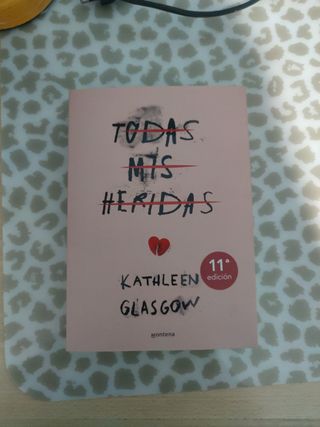 TODAS
MIS
HERIDAS
11ª
edición
KATHLEEN
GLASGOW
montena